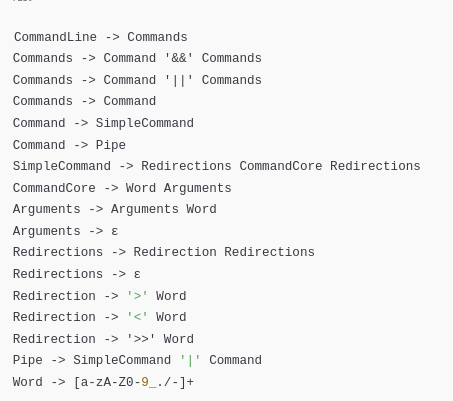 CommandLine -> Commands
Commands -> Command '&&' Commands
Commands -> Command '||' Commands
Commands -> Command
Command -> SimpleCommand
Command -> Pipe
SimpleCommand -> Redirections CommandCore Redirections
CommandCore -> Word Arguments
Arguments -> Arguments Word
Arguments -> ε
Redirections -> Redirection Redirections
Redirections -> ε
Redirection -> '>' Word
Redirection -> '<' Word
Redirection -> '>>' Word
Pipe -> SimpleCommand '|' Command
Word -> [a-zA-Z0-9_./-]+